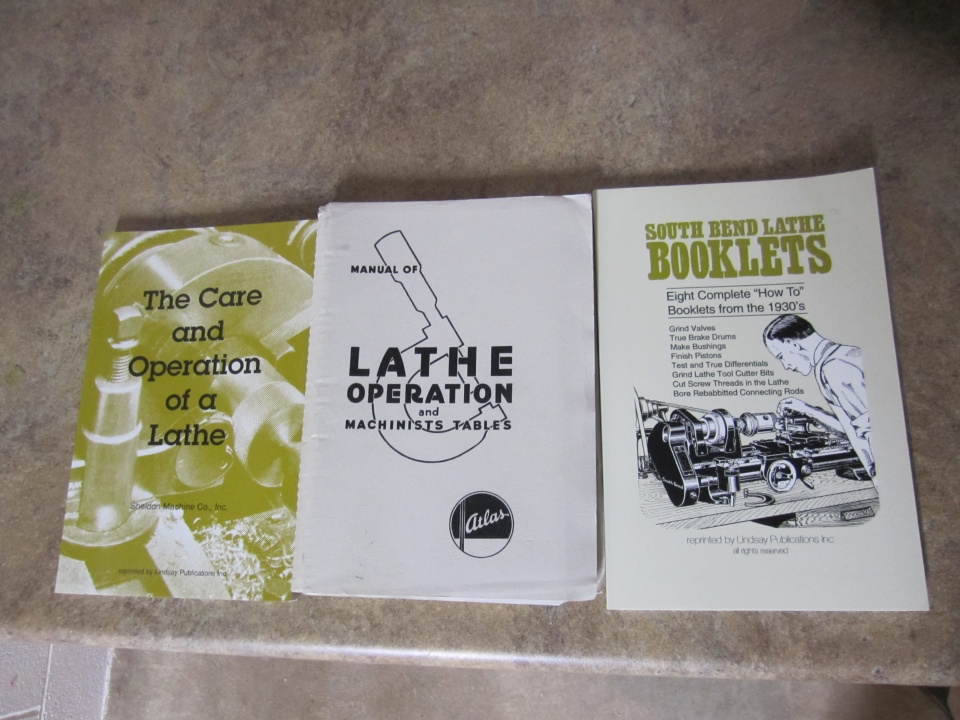 The Care
and
Operation
of a
Lathe
Sheldon Machine Co., Inc.
reprinted by Lindsay Publications Inc
MANUAL OF
LATHE
OPERATION
and
MACHINISTS TABLES
Atlas
SOUTH BEND LATHE
BOOKLETS
Eight Complete "How To"
Booklets from the 1930's
Grind Valves
True Brake Drums
Make Bushings
Finish Pistons
Test and True Differentials
Grind Lathe Tool Cutter Bits
Cut Screw Threads in the Lathe
Bore Rebabbitted Connecting Rods
reprinted by Lindsay Publications Inc
all rights reserved